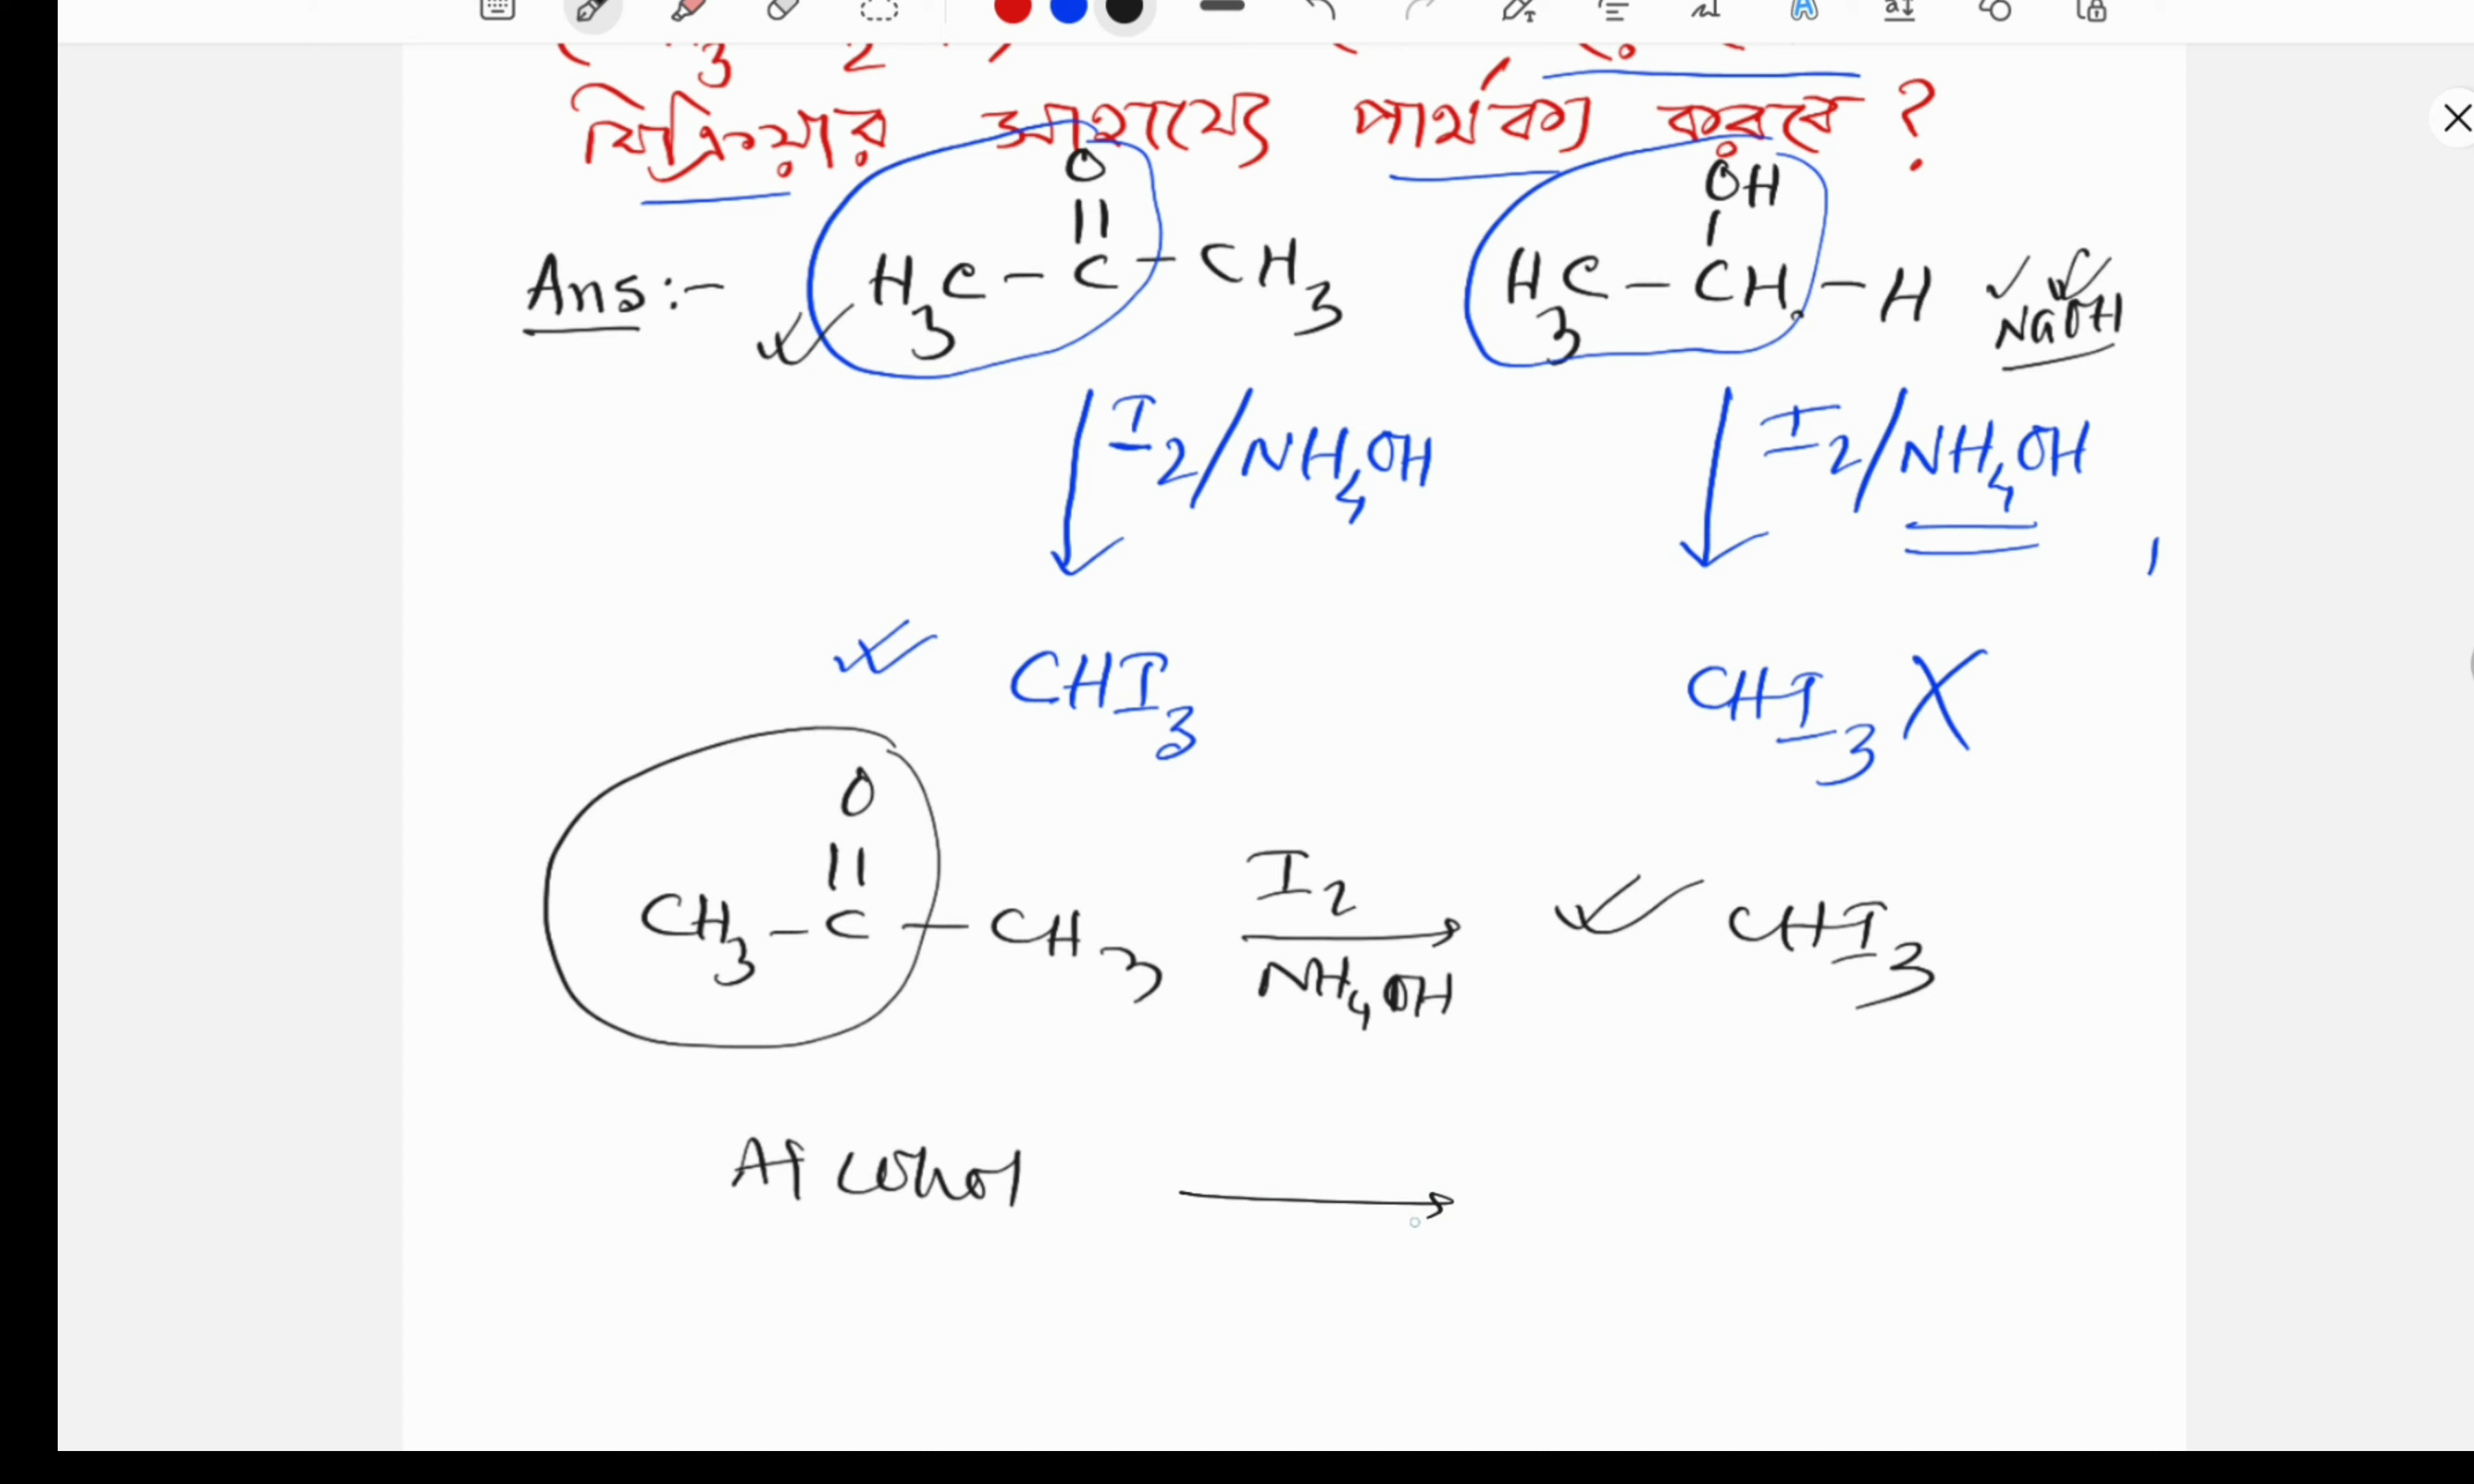 বিক্রিয়ার সাহায্যে পার্থক্য করবে ?
O OH
||
Ans :- H3C - C - CH3 H3C - CH - H NaOH
I2/NH4OH I2/NH4OH ,
CHI3 CHI3 X
O
||
CH3 - C - CH3 I2 NH4OH CHI3
Alcohol